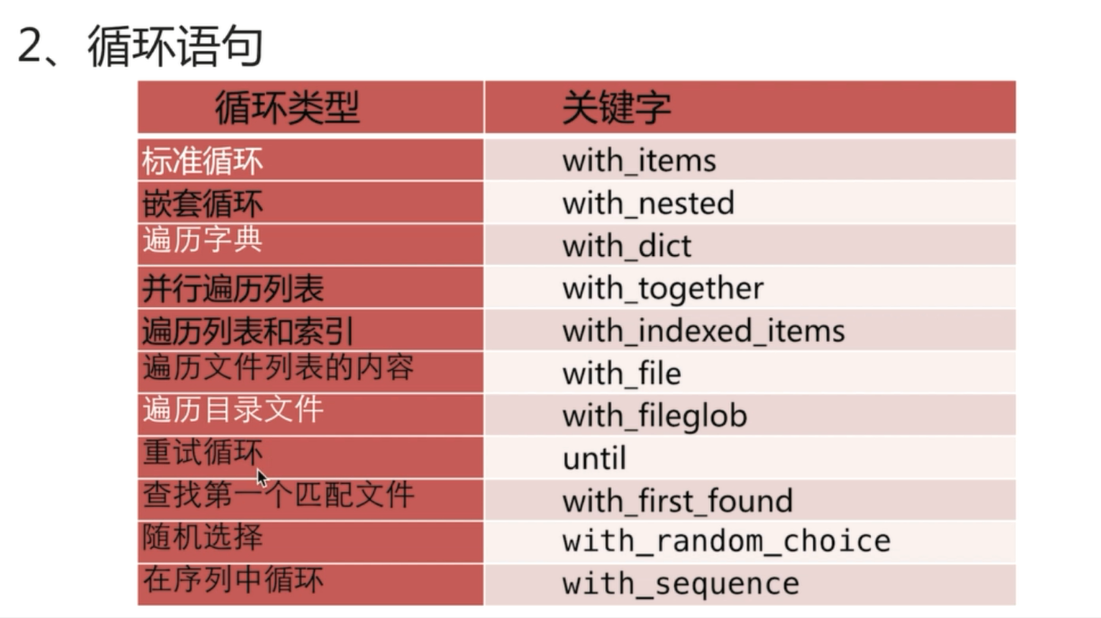 2、循环语句
循环类型 关键字
标准循环 with_items
嵌套循环 with_nested
遍历字典 with_dict
并行遍历列表 with_together
遍历列表和索引 with_indexed_items
遍历文件列表的内容 with_file
遍历目录文件 with_fileglob
重试循环 until
查找第一个匹配文件 with_first_found
随机选择 with_random_choice
在序列中循环 with_sequence